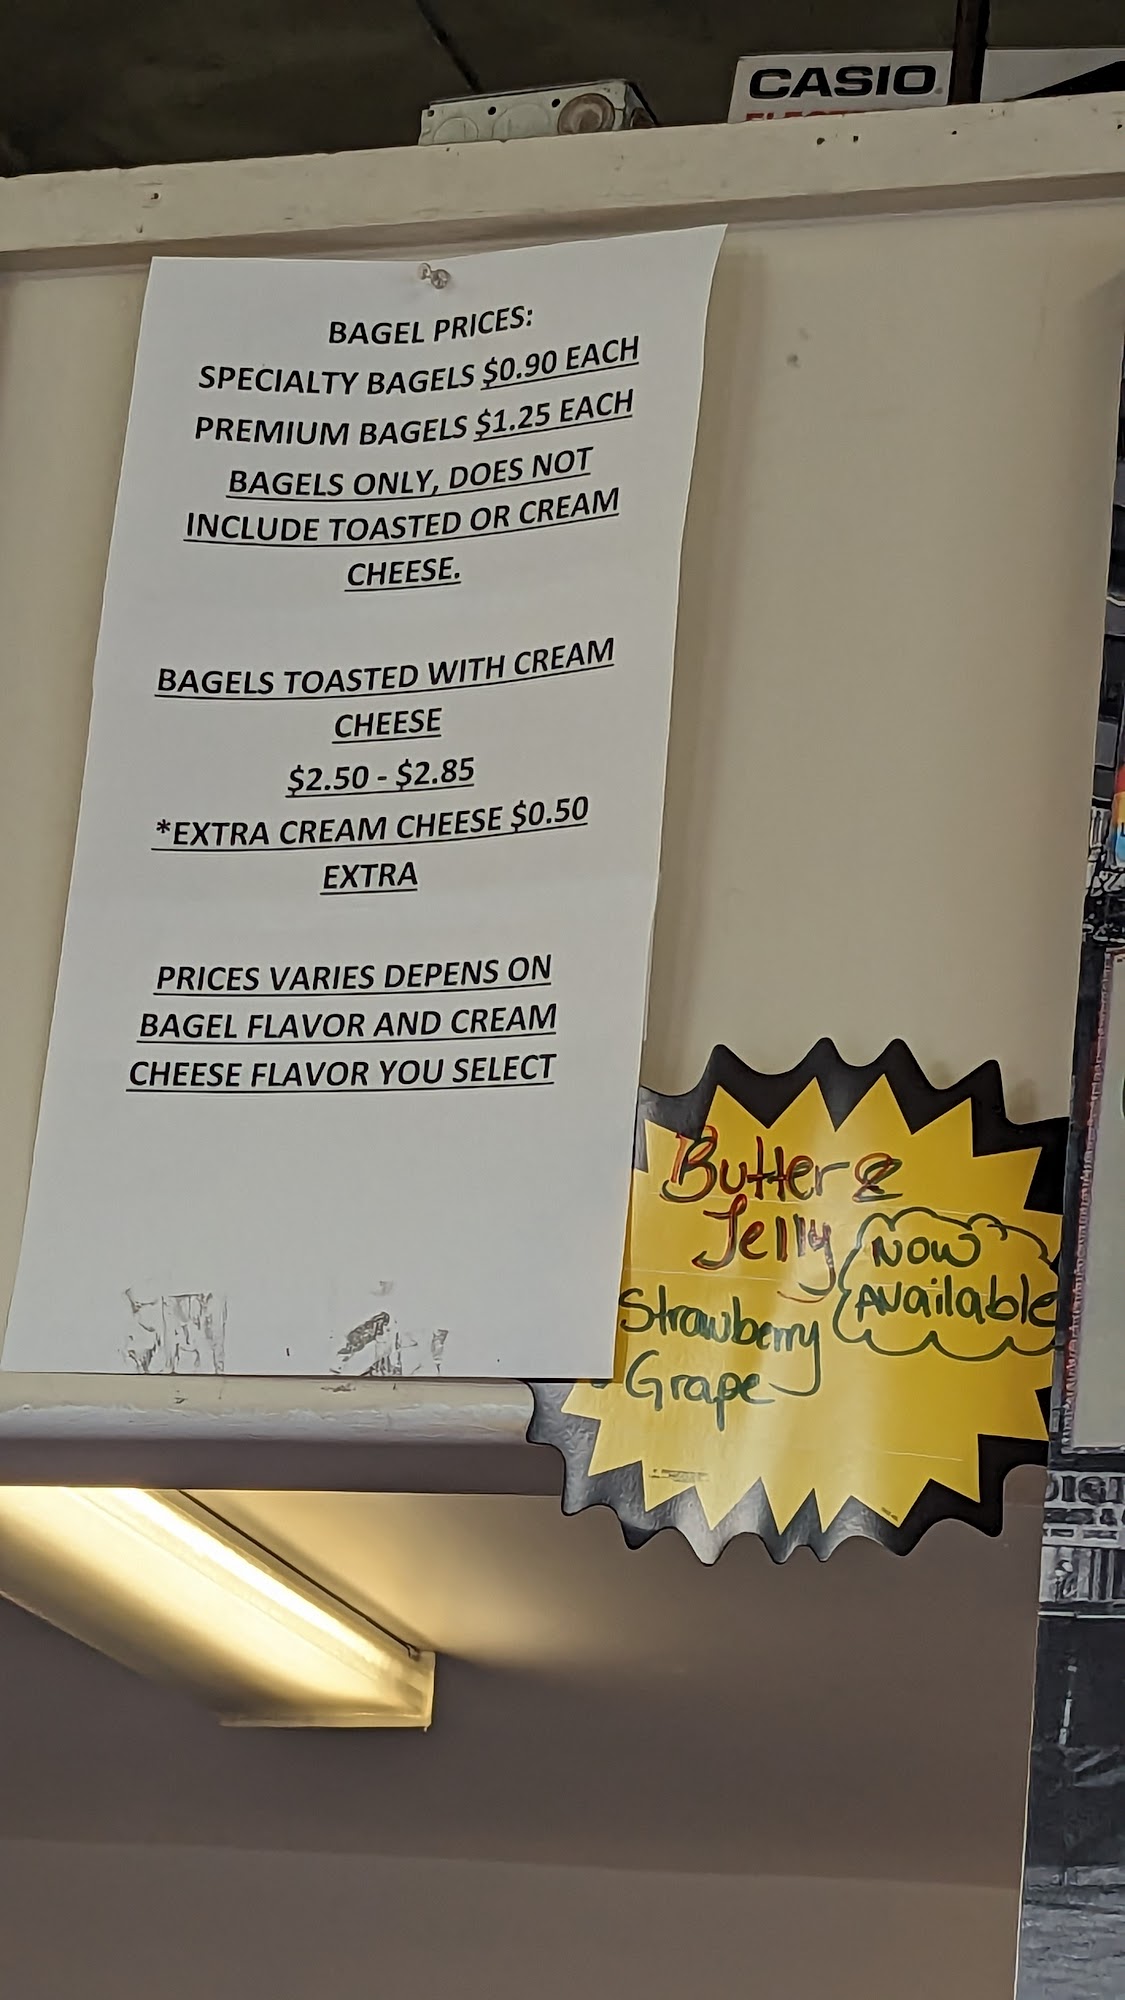 CASIO
BAGEL PRICES:
SPECIALTY BAGELS $0.90 EACH
PREMIUM BAGELS $1.25 EACH
BAGELS ONLY, DOES NOT
INCLUDE TOASTED OR CREAM
CHEESE.
BAGELS TOASTED WITH CREAM
CHEESE
$2.50 - $2.85
*EXTRA CREAM CHEESE $0.50
EXTRA
PRICES VARIES DEPENS ON
BAGEL FLAVOR AND CREAM
CHEESE FLAVOR YOU SELECT
Butter &
Jelly
Now
Available
Strawberry
Grape